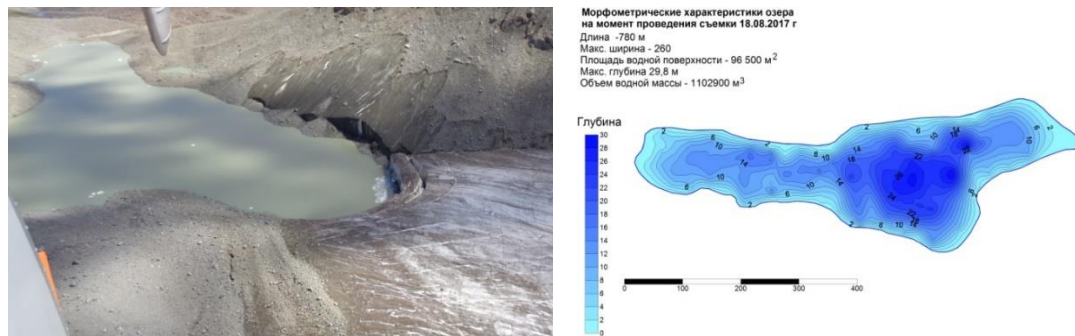 Морфометрические характеристики озера
на момент проведения съемки 18.08.2017 г
Длина -780 м
Макс. ширина - 260
Площадь водной поверхности - 96 500 м2
Макс. глубина 29,8 м
Объем водной массы - 1102900 м3
Глубина
30
28
26
24
22
20
18
16
14
12
10
8
6
4
2
0
0 100 200 300 400